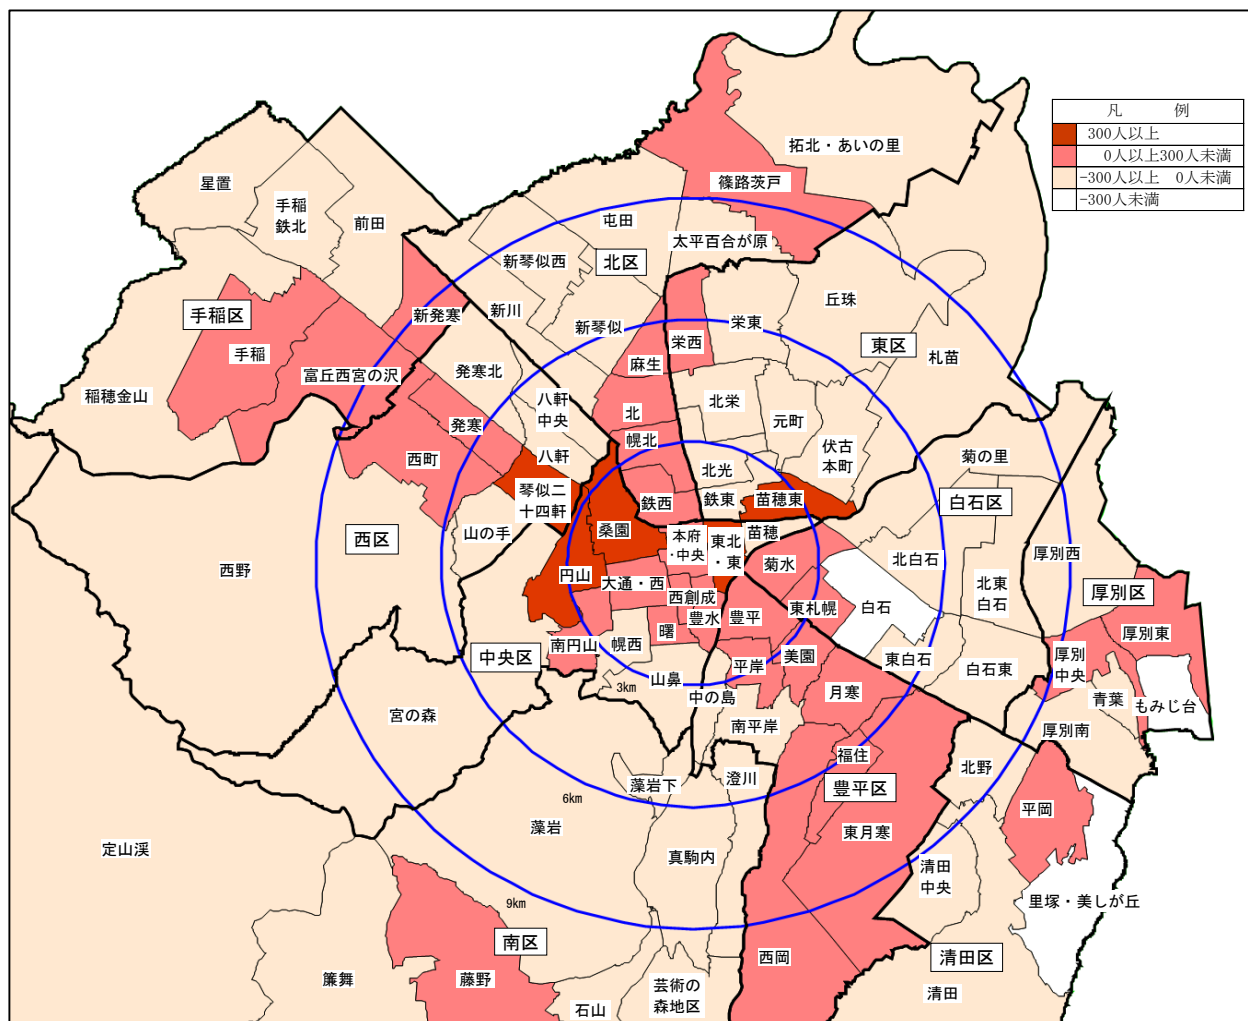 凡　例
300人以上
0人以上300人未満
-300人以上　0人未満
-300人未満
拓北・あいの里
篠路茨戸
星置
手稲
鉄北
前田
屯田
太平百合が原
新琴似西
北区
丘珠
手稲区
新発寒
新川
新琴似
栄東
栄西
東区
札苗
手稲
麻生
富丘西宮の沢
発寒北
稲穂金山
八軒
中央
北栄
元町
北
発寒
幌北
伏古
本町
西町
八軒
北光
菊の里
琴似二
十四軒
鉄西
鉄東
苗穂東
白石区
桑園
山の手
西区
本府
・中央
東北
・東
苗穂
厚別西
西野
円山
大通・西
菊水
北白石
北東
白石
厚別区
西創成
豊水
豊平
東札幌
白石
曙
厚別東
南円山
幌西
中央区
平岸
美園
東白石
白石東
厚別
中央
山鼻
3km
中の島
月寒
青葉
もみじ台
宮の森
南平岸
厚別南
福住
北野
藻岩下
澄川
豊平区
6km
平岡
藻岩
東月寒
定山渓
真駒内
清田
中央
9km
里塚・美しが丘
南区
西岡
清田区
簾舞
藤野
芸術の
森地区
清田
石山